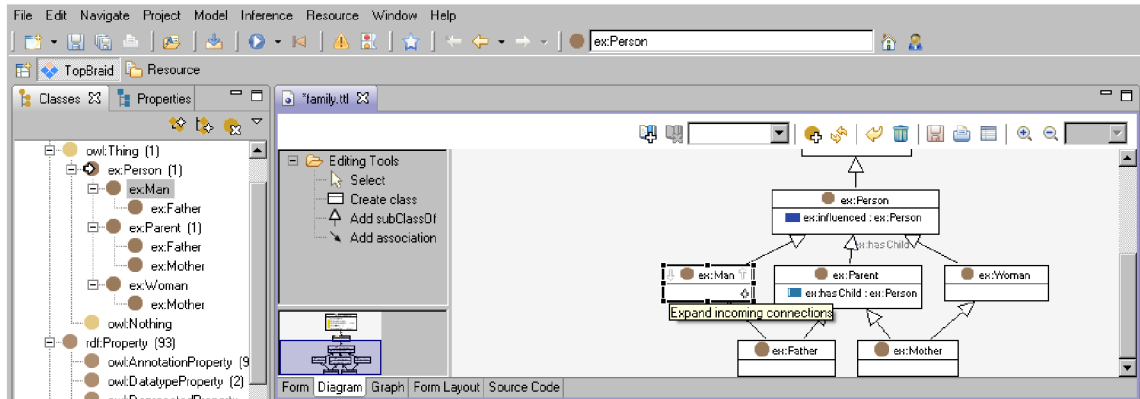 File Edit Navigate Project Model Inference Resource Window Help
ex:Person
TopBraid Resource
Classes Properties
*family.ttl
owl:Thing (1)
ex:Person (1)
ex:Man
ex:Father
ex:Parent (1)
ex:Father
ex:Mother
ex:Woman
ex:Mother
owl:Nothing
rdf:Property (93)
owl:AnnotationProperty (9
owl:DatatypeProperty (2)
owl:DeprecatedProperty
Editing Tools
Select
Create class
Add subClassOf
Add association
ex:Person
ex:influenced : ex:Person
ex:hasChild
ex:Man
ex:Parent
ex:Woman
ex:hasChild : ex:Person
Expand incoming connections
ex:Father
ex:Mother
Form Diagram Graph Form Layout Source Code